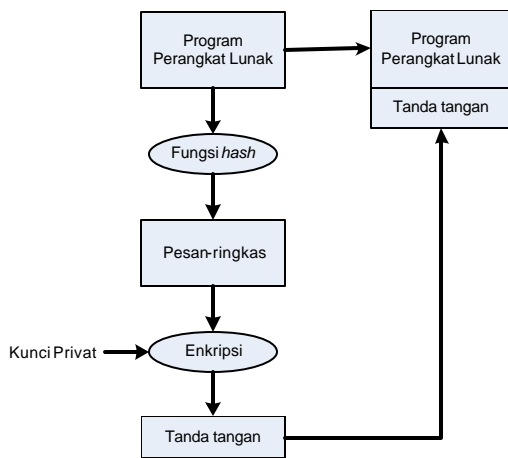 Program
Perangkat Lunak
Program
Perangkat Lunak
Tanda tangan
Fungsi hash
Pesan-ringkas
Kunci Privat
Enkripsi
Tanda tangan